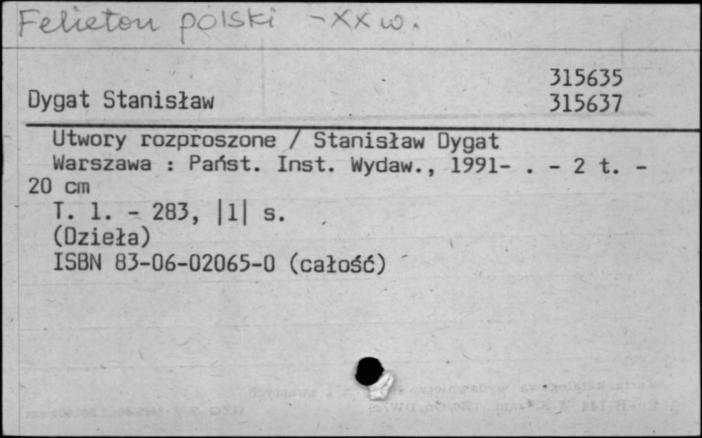 Felieton polski - XX w.
315635
Dygat Stanisław 315637
Utwory rozproszone / Stanisław Dygat
Warszawa : Państ. Inst. Wydaw., 1991- . - 2 t. -
20 cm
T. 1. - 283, |1| s.
(Dzieła)
ISBN 83-06-02065-0 (całość)